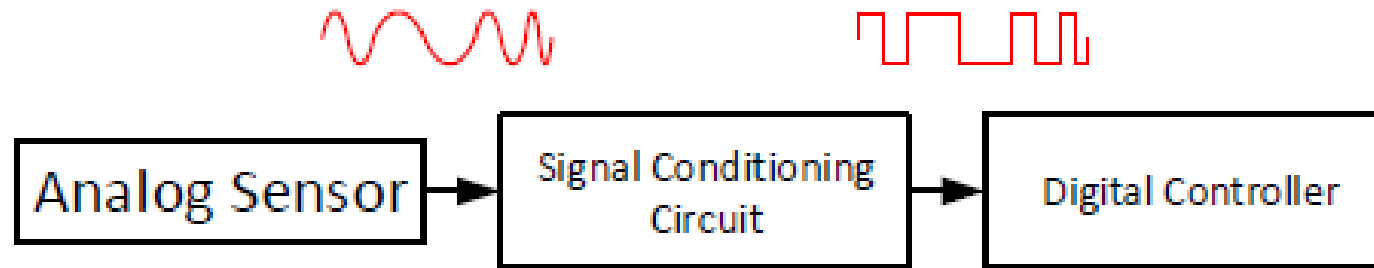 Analog Sensor
Signal Conditioning
Circuit
Digital Controller